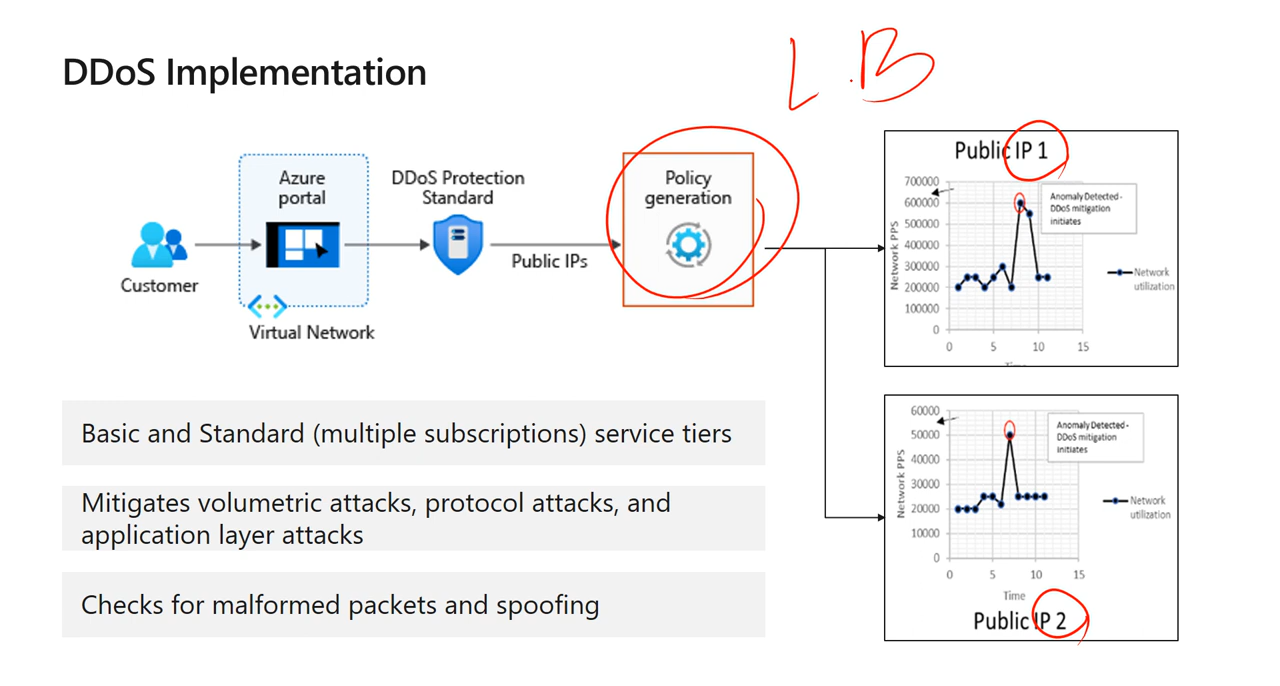 DDoS Implementation
L.B
Azure
portal
DDoS Protection
Standard
Policy
generation
Public IPs
Customer
Virtual Network
Public IP 1
700000
600000
500000
400000
300000
200000
100000
0
Network PPS
Anomaly Detected -
DDoS mitigation
initiates
Network
utilization
0 5 10 15
Basic and Standard (multiple subscriptions) service tiers
Mitigates volumetric attacks, protocol attacks, and
application layer attacks
Checks for malformed packets and spoofing
60000
50000
40000
30000
20000
10000
0
Network PPS
Anomaly Detected -
DDoS mitigation
initiates
Network
utilization
0 5 10 15
Time
Public IP 2